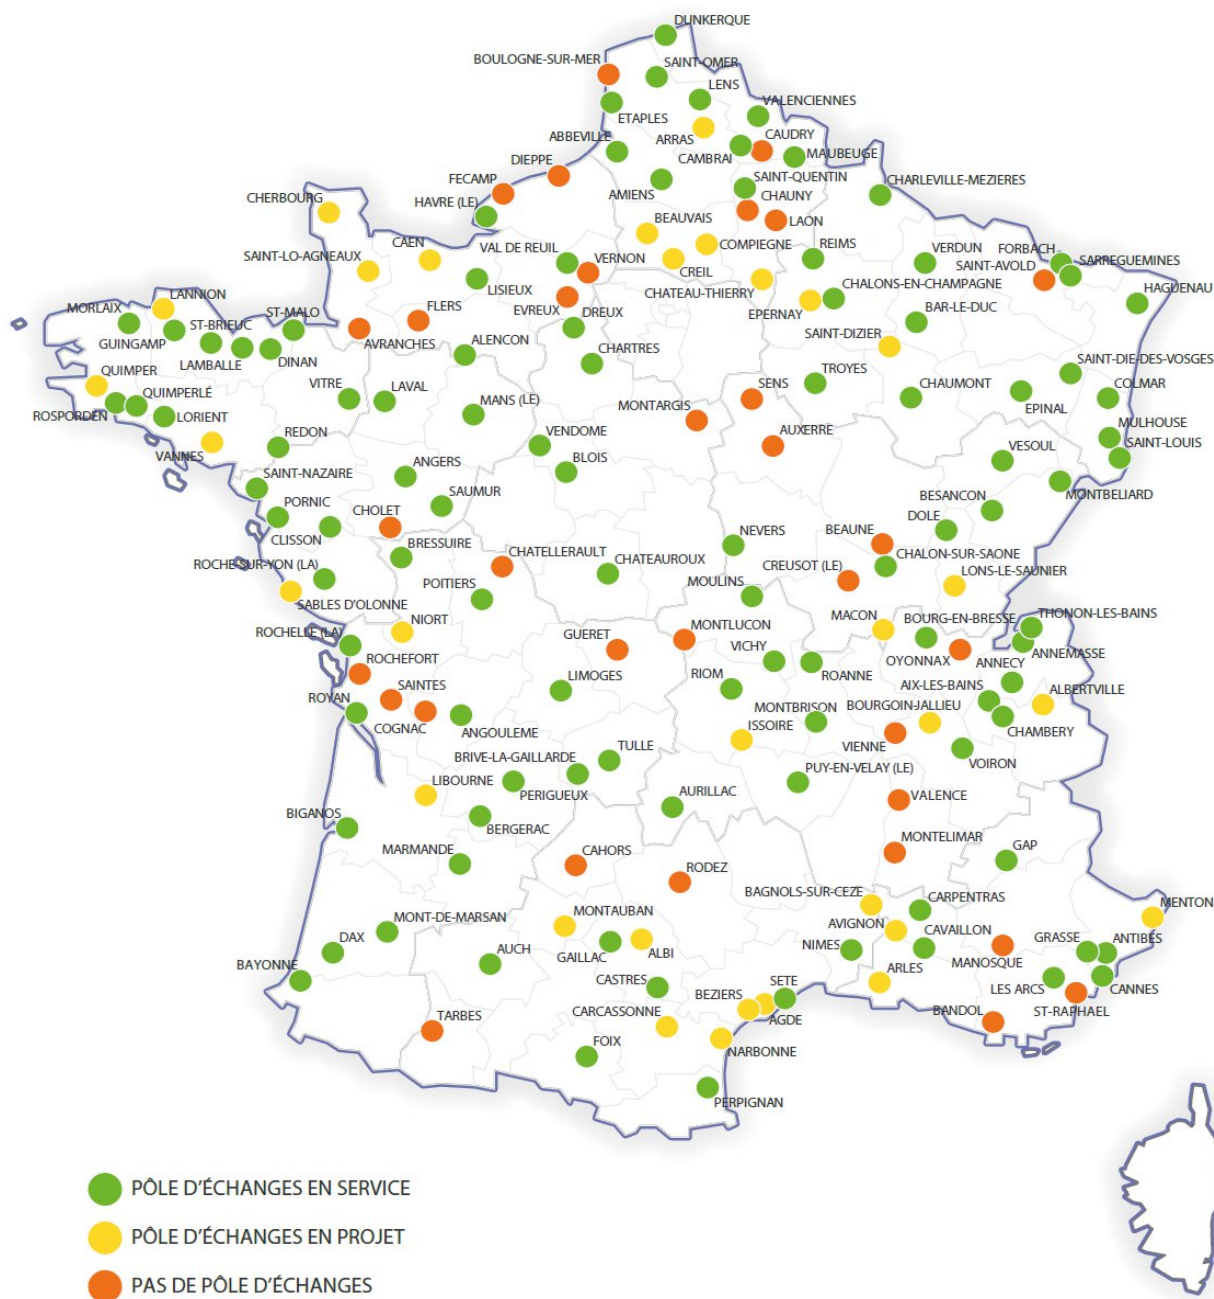 DUNKERQUE
BOULOGNE-SUR-MER
SAINT-OMER
LENS
VALENCIENNES
ETAPLES
ARRAS
CAUDRY
ABBEVILLE
CAMBRAI
MAUBEUGE
DIEPPE
SAINT-QUENTIN
CHARLEVILLE-MEZIERES
FECAMP
AMIENS
CHAUNY
CHERBOURG
HAVRE (LE)
BEAUVAIS
LAON
CAEN
VAL DE REUIL
COMPIEGNE
REIMS
VERDUN
FORBACH
SAINT-LO-AGNEAUX
VERNON
CREIL
SAINT-AVOLD
SARREGUEMINES
LISIEUX
CHATEAU-THIERRY
CHALONS-EN-CHAMPAGNE
LANNION
HAGUENAU
MORLAIX
ST-MALO
FLERS
EVREUX
DREUX
EPERNAY
BAR-LE-DUC
GUINGAMP
ST-BRIEUC
AVRANCHES
ALENCON
SAINT-DIZIER
LAMBALLE
DINAN
CHARTRES
SAINT-DIE-DES-VOSGES
QUIMPER
TROYES
VITRE
LAVAL
SENS
CHAUMONT
COLMAR
QUIMPERLÉ
MANS (LE)
MONTARGIS
EPINAL
ROSPORDEN
LORIENT
MULHOUSE
REDON
VENDOME
AUXERRE
SAINT-LOUIS
VANNES
BLOIS
VESOUL
SAINT-NAZAIRE
ANGERS
MONTBELIARD
SAUMUR
BESANCON
PORNIC
CHOLET
DOLE
CLISSON
NEVERS
BEAUNE
BRESSUIRE
CHATELLERAULT
CHATEAUROUX
CHALON-SUR-SAONE
ROCHE-SUR-YON (LA)
CREUSOT (LE)
LONS-LE-SAUNIER
POITIERS
MOULINS
SABLES D'OLONNE
THONON-LES-BAINS
NIORT
MACON
BOURG-EN-BRESSE
ROCHELLE (LA)
GUERET
MONTLUCON
ANNEMASSE
ROCHEFORT
VICHY
OYONNAX
ANNECY
LIMOGES
RIOM
ROANNE
SAINTES
AIX-LES-BAINS
ALBERTVILLE
ROYAN
MONTBRISON
BOURGOIN-JALLIEU
COGNAC
ANGOULEME
ISSOIRE
CHAMBERY
VIENNE
TULLE
VOIRON
BRIVE-LA-GAILLARDE
PUY-EN-VELAY (LE)
LIBOURNE
PERIGUEUX
AURILLAC
VALENCE
BIGANOS
BERGERAC
MONTELIMAR
MARMANDE
CAHORS
GAP
RODEZ
BAGNOLS-SUR-CEZE
CARPENTRAS
MENTON
MONT-DE-MARSAN
MONTAUBAN
AVIGNON
CAVAILLON
DAX
AUCH
GAILLAC
ALBI
NIMES
GRASSE
ANTIBES
BAYONNE
MANOSQUE
ARLES
CASTRES
SETE
LES ARCS
CANNES
BEZIERS
TARBES
CARCASSONNE
AGDE
BANDOL
ST-RAPHAEL
FOIX
NARBONNE
PERPIGNAN
PÔLE D'ÉCHANGES EN SERVICE
PÔLE D'ÉCHANGES EN PROJET
PAS DE PÔLE D'ÉCHANGES